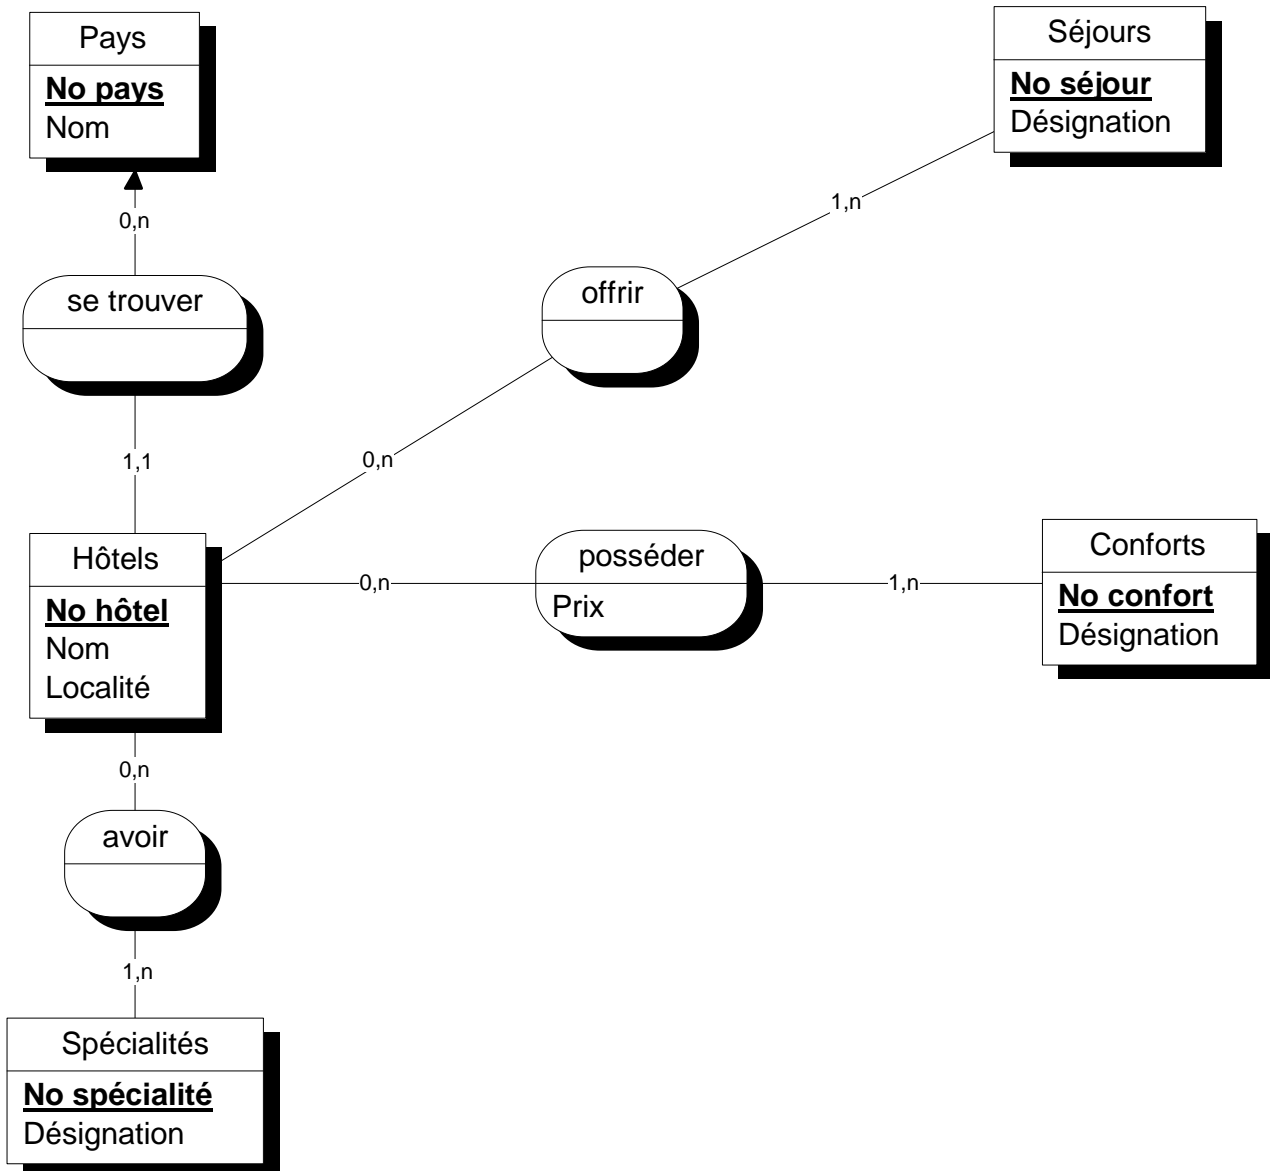 Pays
No pays
Nom
Séjours
No séjour
Désignation
0,n
1,n
se trouver
offrir
1,1
0,n
Hôtels
No hôtel
Nom
Localité
0,n
posséder
Prix
1,n
Conforts
No confort
Désignation
0,n
avoir
1,n
Spécialités
No spécialité
Désignation